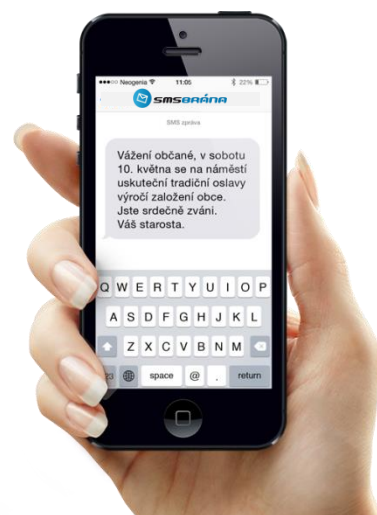 Neogenia 11:05 22%
SMSBRÁNA
SMS zpráva
Vážení občané, v sobotu
10. května se na náměstí
uskuteční tradiční oslavy
výročí založení obce.
Jste srdečně zváni.
Váš starosta.
Q W E R T Y U I O P
A S D F G H J K L
Z X C V B N M
space @ . return